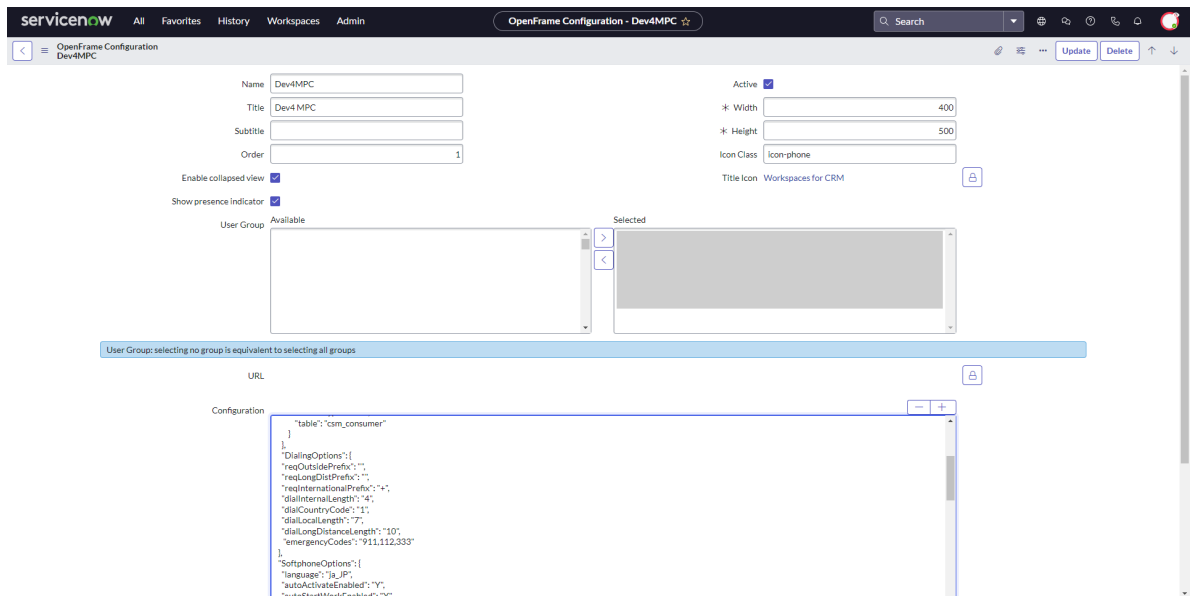 servicenow All Favorites History Workspaces Admin OpenFrame Configuration - Dev4MPC Search
OpenFrame Configuration
Dev4MPC
Update Delete
Name Dev4MPC
Active
Title Dev4 MPC
Width 400
Subtitle
Height 500
Order 1
Icon Class icon-phone
Enable collapsed view
Title Icon Workspaces for CRM
Show presence indicator
User Group Available
Selected
User Group: selecting no group is equivalent to selecting all groups
URL
Configuration
"table": "csm_consumer"
}
},
"DialingOptions": {
"reqOutsidePrefix": "",
"reqLongDistPrefix": "",
"reqInternationalPrefix": "+",
"dialInternalLength": "4",
"dialCountryCode": "1",
"dialLocalLength": "7",
"dialLongDistanceLength": "10",
"emergencyCodes": "911,112,333"
},
"SoftphoneOptions": {
"language": "ja_JP",
"autoActivateEnabled": "Y",
"autoStartWorkEnabled": "Y"